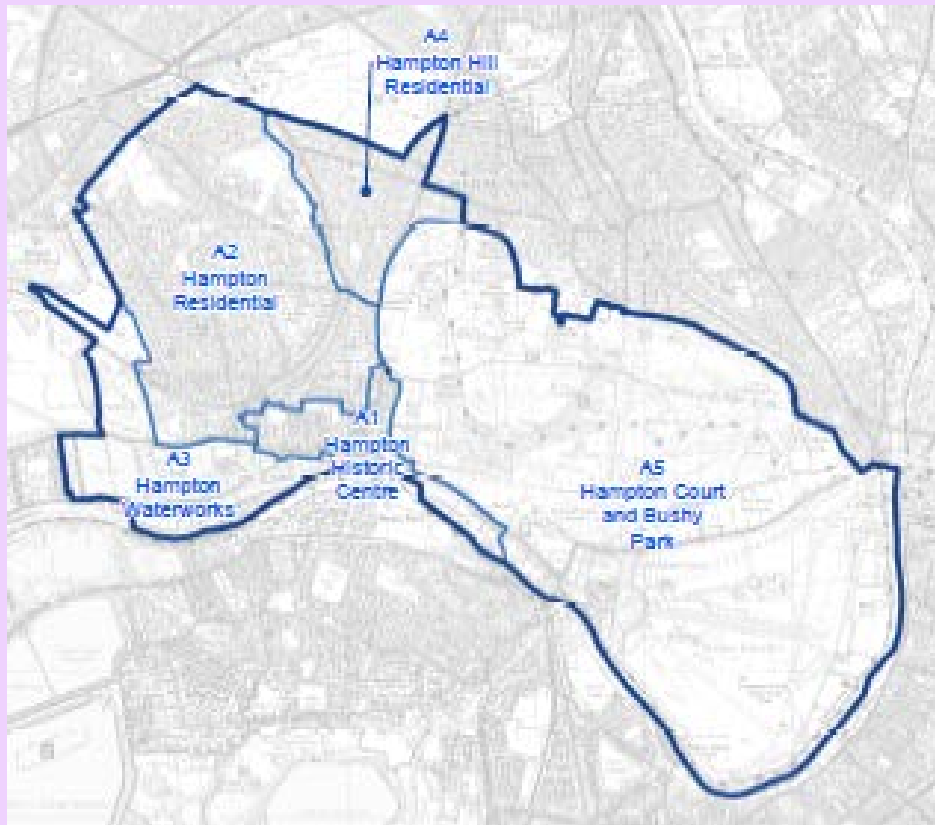 A4
Hampton Hill
Residential
A2
Hampton
Residential
A1
Hampton
Historic
Centre
A3
Hampton
Waterworks
A5
Hampton Court
and Bushy
Park